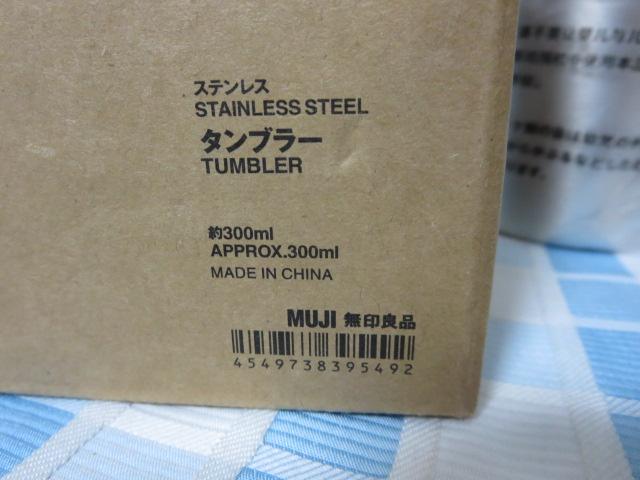 ステンレス
STAINLESS STEEL
タンブラー
TUMBLER
約300ml
APPROX.300ml
MADE IN CHINA
MUJI 無印良品
4549738395492